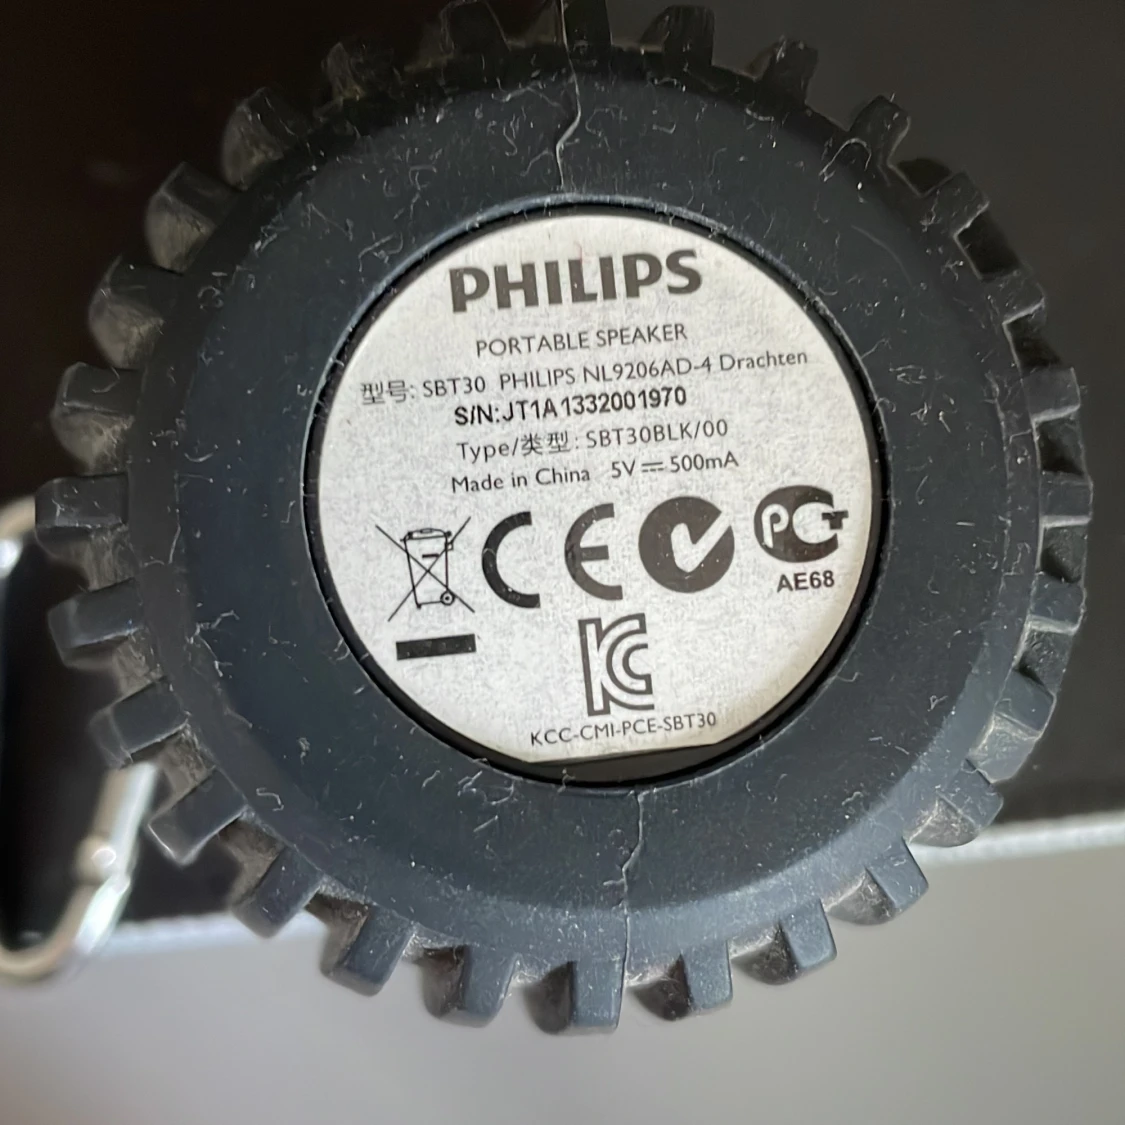 PHILIPS
PORTABLE SPEAKER
型号: SBT30 PHILIPS NL9206AD-4 Drachten
S/N:JT1A1332001970
Type/类型: SBT30BLK/00
Made in China 5V⎓500mA
CE PCT
AE68
KC
KCC-CMI-PCE-SBT30